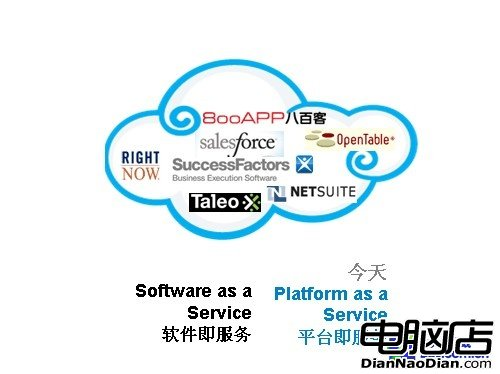 800APP八百客
salesforce
OpenTable
RIGHT
NOW
SuccessFactors
Business Execution Software
Taleo
NETSUITE
今天
Software as a
Service
软件即服务
Platform as a
Service
平台即服
电脑店
DianNaoDian.com